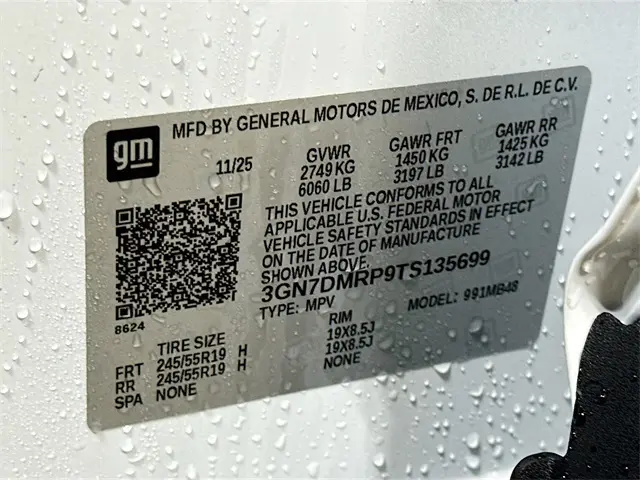 gm
MFD BY GENERAL MOTORS DE MEXICO, S. DE R.L. DE C.V.
11/25
GVWR
2749 KG
6060 LB
GAWR FRT
1450 KG
3197 LB
GAWR RR
1425 KG
3142 LB
THIS VEHICLE CONFORMS TO ALL
APPLICABLE U.S. FEDERAL MOTOR
VEHICLE SAFETY STANDARDS IN EFFECT
ON THE DATE OF MANUFACTURE
SHOWN ABOVE.
3GN7DMRP9TS135699
TYPE: MPV MODEL: 991MB48
8624
TIRE SIZE RIM
FRT 245/55R19 H 19X8.5J
RR 245/55R19 H 19X8.5J
SPA NONE NONE